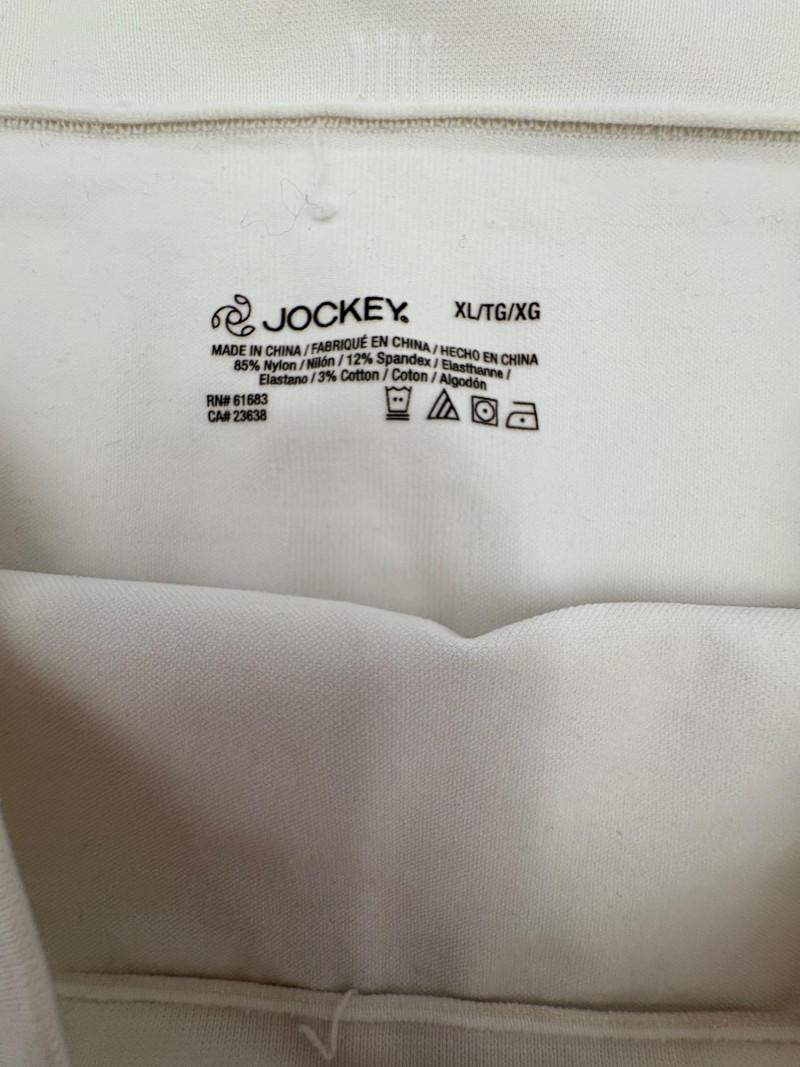 JOCKEY. XL/TG/XG
MADE IN CHINA / FABRIQUÉ EN CHINA / HECHO EN CHINA
85% Nylon / Nilón / 12% Spandex / Elasthanne /
Elastano / 3% Cotton / Coton / Algodón
RN# 61683
CA# 23638